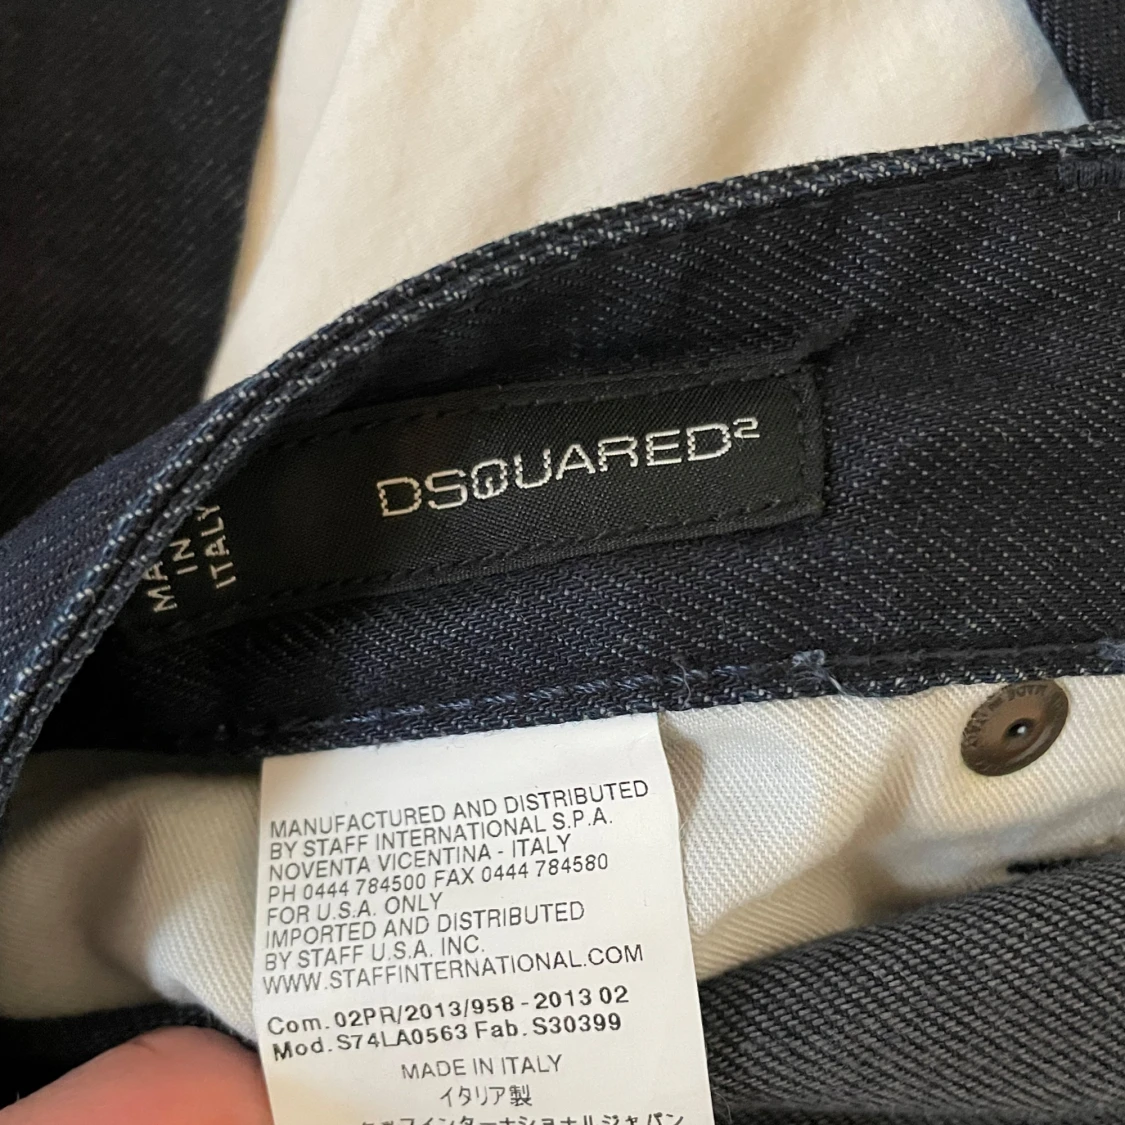 DSQUARED2
MADE
IN
ITALY
MANUFACTURED AND DISTRIBUTED
BY STAFF INTERNATIONAL S.P.A.
NOVENTA VICENTINA - ITALY
PH 0444 784500 FAX 0444 784580
FOR U.S.A. ONLY
IMPORTED AND DISTRIBUTED
BY STAFF U.S.A. INC.
WWW.STAFFINTERNATIONAL.COM
Com. 02PR/2013/958 - 2013 02
Mod. S74LA0563 Fab. S30399
MADE IN ITALY
イタリア製